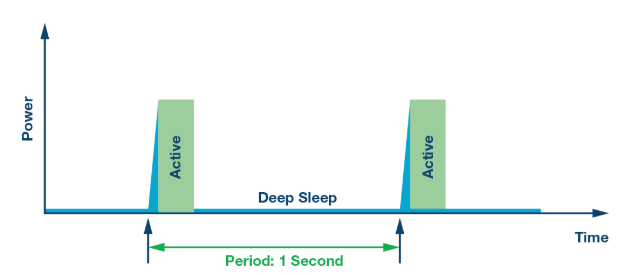 Power
Active
Active
Deep Sleep
Time
Period: 1 Second